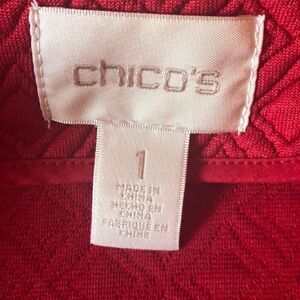 chico's
1
MADE IN
CHINA
HECHO EN
CHINA
FABRIQUÉ EN
CHINE